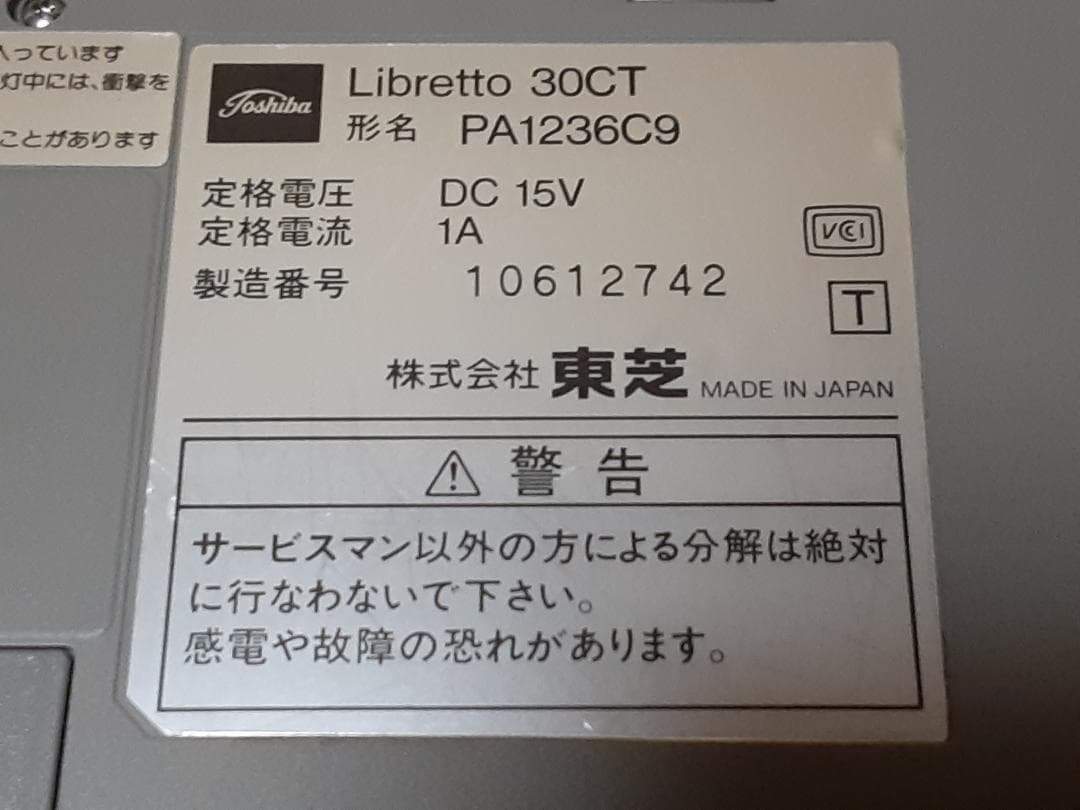 入っています
灯中には、衝撃を
ことがあります
Toshiba
Libretto 30CT
形名 PA1236C9
定格電圧 DC 15V
定格電流 1A
製造番号 10612742
VCCI
T
株式会社 東芝 MADE IN JAPAN
警告
サービスマン以外の方による分解は絶対
に行なわないで下さい。
感電や故障の恐れがあります。